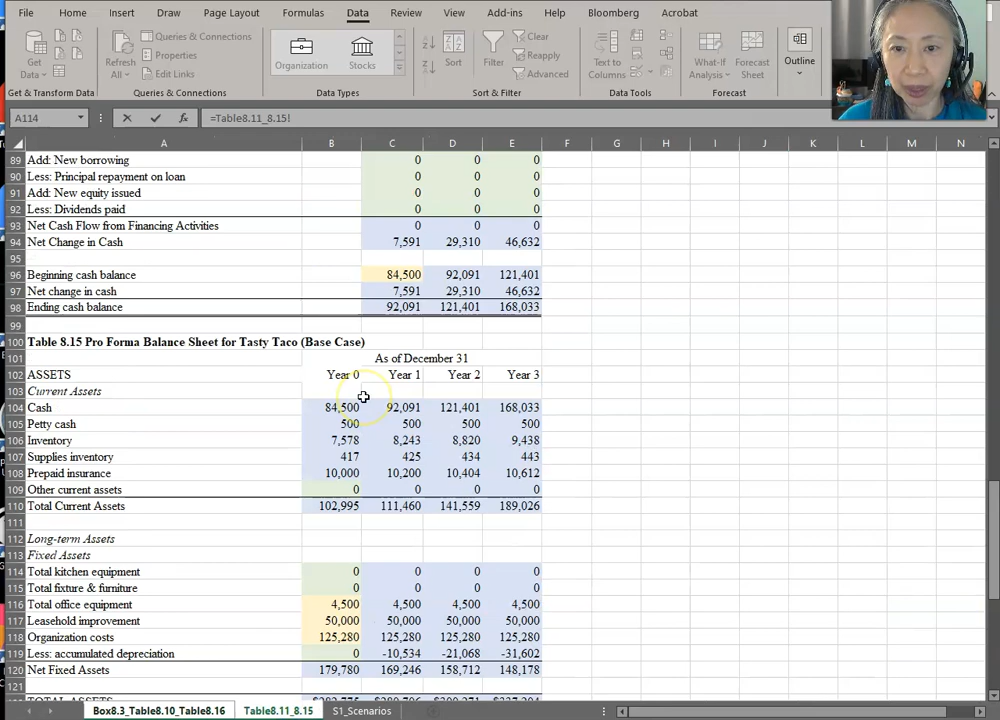 File Home Insert Draw Page Layout Formulas Data Review View Add-ins Help Bloomberg Acrobat
Get Data
Refresh All
Queries & Connections
Properties
Edit Links
Organization Stocks
Sort
Filter
Clear
Reapply
Advanced
Text to Columns
What-If Analysis
Forecast Sheet
Outline
Get & Transform Data Queries & Connections Data Types Sort & Filter Data Tools Forecast
A114 fx =Table8.11_8.15!
A B C D E F G H I J K L M N
89 Add: New borrowing 0 0 0
90 Less: Principal repayment on loan 0 0 0
91 Add: New equity issued 0 0 0
92 Less: Dividends paid 0 0 0
93 Net Cash Flow from Financing Activities 0 0 0
94 Net Change in Cash 7,591 29,310 46,632
95
96 Beginning cash balance 84,500 92,091 121,401
97 Net change in cash 7,591 29,310 46,632
98 Ending cash balance 92,091 121,401 168,033
99
100 Table 8.15 Pro Forma Balance Sheet for Tasty Taco (Base Case)
101 As of December 31
102 ASSETS Year 0 Year 1 Year 2 Year 3
103 Current Assets
104 Cash 84,500 92,091 121,401 168,033
105 Petty cash 500 500 500 500
106 Inventory 7,578 8,243 8,820 9,438
107 Supplies inventory 417 425 434 443
108 Prepaid insurance 10,000 10,200 10,404 10,612
109 Other current assets 0 0 0 0
110 Total Current Assets 102,995 111,460 141,559 189,026
111
112 Long-term Assets
113 Fixed Assets
114 Total kitchen equipment 0 0 0 0
115 Total fixture & furniture 0 0 0 0
116 Total office equipment 4,500 4,500 4,500 4,500
117 Leasehold improvement 50,000 50,000 50,000 50,000
118 Organization costs 125,280 125,280 125,280 125,280
119 Less: accumulated depreciation 0 -10,534 -21,068 -31,602
120 Net Fixed Assets 179,780 169,246 158,712 148,178
121
TOTAL ASSETS
Box8.3_Table8.10_Table8.16 Table8.11_8.15 S1_Scenarios